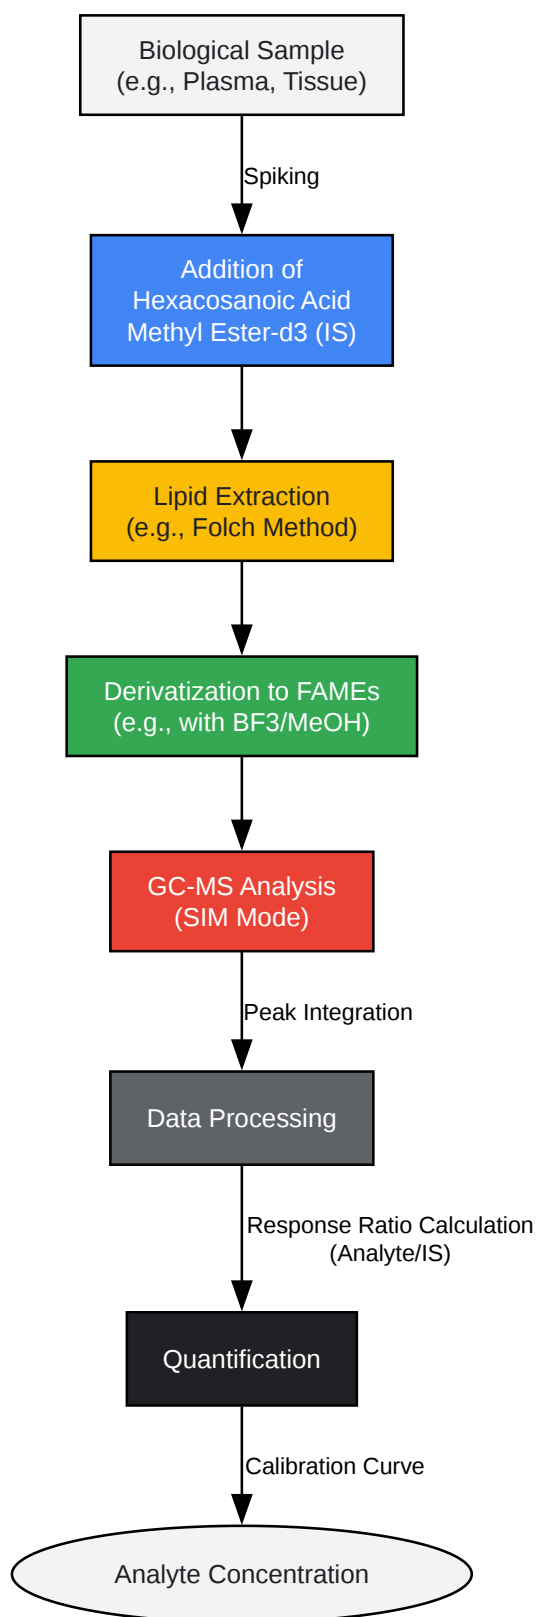 Biological Sample
(e.g., Plasma, Tissue)
Spiking
Addition of
Hexacosanoic Acid
Methyl Ester-d3 (IS)
Lipid Extraction
(e.g., Folch Method)
Derivatization to FAMEs
(e.g., with BF3/MeOH)
GC-MS Analysis
(SIM Mode)
Peak Integration
Data Processing
Response Ratio Calculation
(Analyte/IS)
Quantification
Calibration Curve
Analyte Concentration